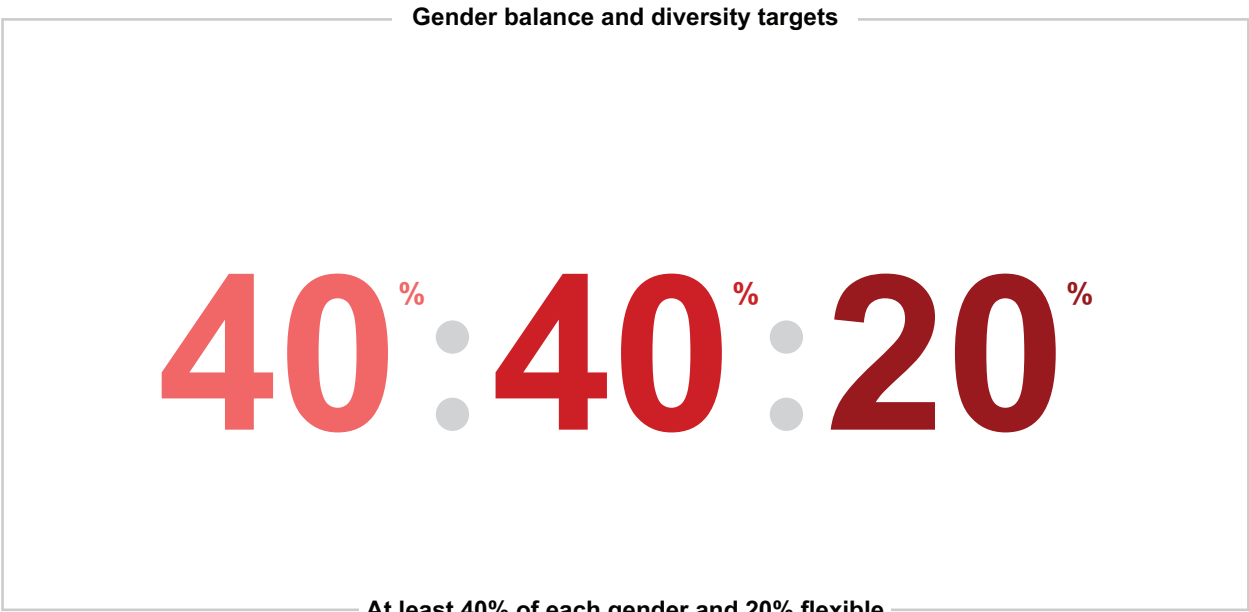 Gender balance and diversity targets
40%:40%:20%
At least 40% of each gender and 20% flexible